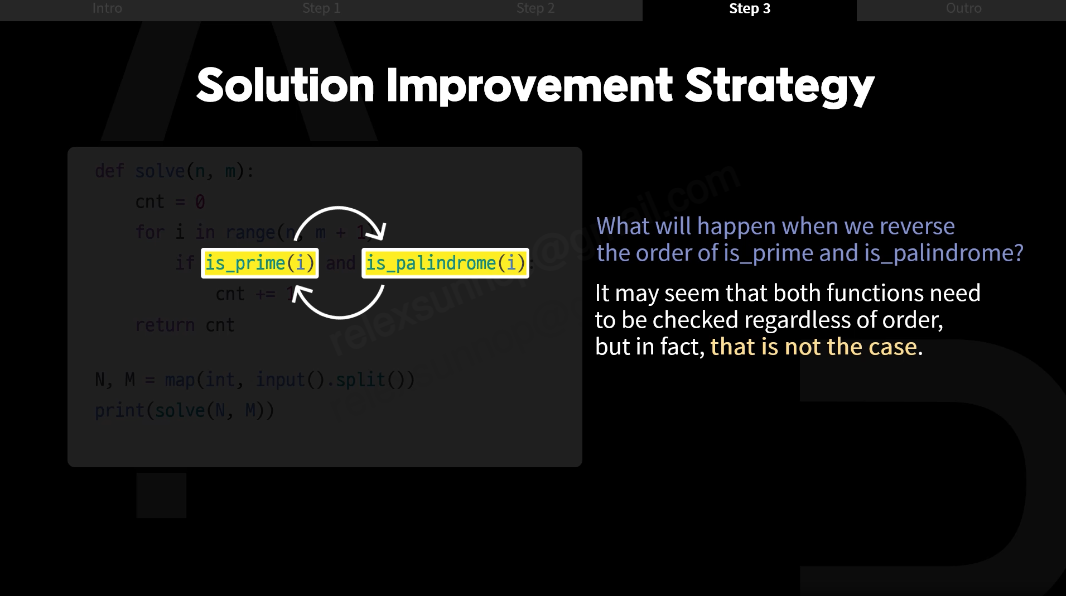 Intro Step 1 Step 2 Step 3 Outro
Solution Improvement Strategy
def solve(n, m):
cnt = 0
for i in range(n, m + 1
if is_prime(i) and is_palindrome(i):
cnt += 1
return cnt
N, M = map(int, input().split())
print(solve(N, M))
What will happen when we reverse
the order of is_prime and is_palindrome?
It may seem that both functions need
to be checked regardless of order,
but in fact, that is not the case.